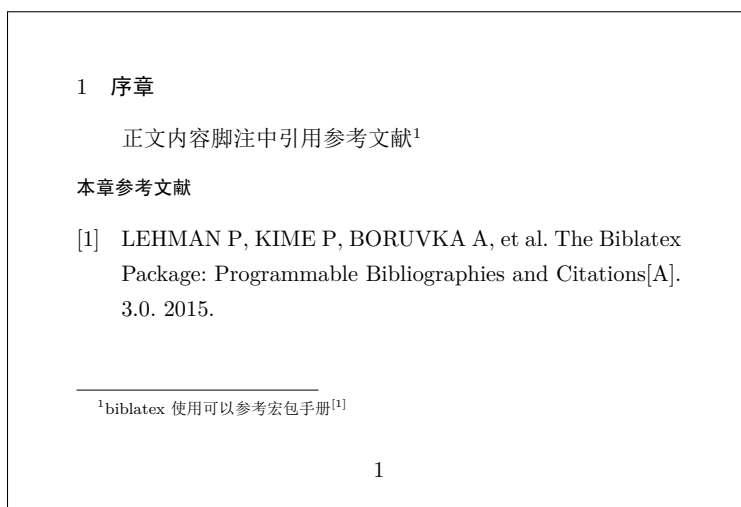 1 序章
正文内容脚注中引用参考文献¹
本章参考文献
[1] LEHMAN P, KIME P, BORUVKA A, et al. The Biblatex
Package: Programmable Bibliographies and Citations[A].
3.0. 2015.
¹biblatex 使用可以参考宏包手册[1]
1